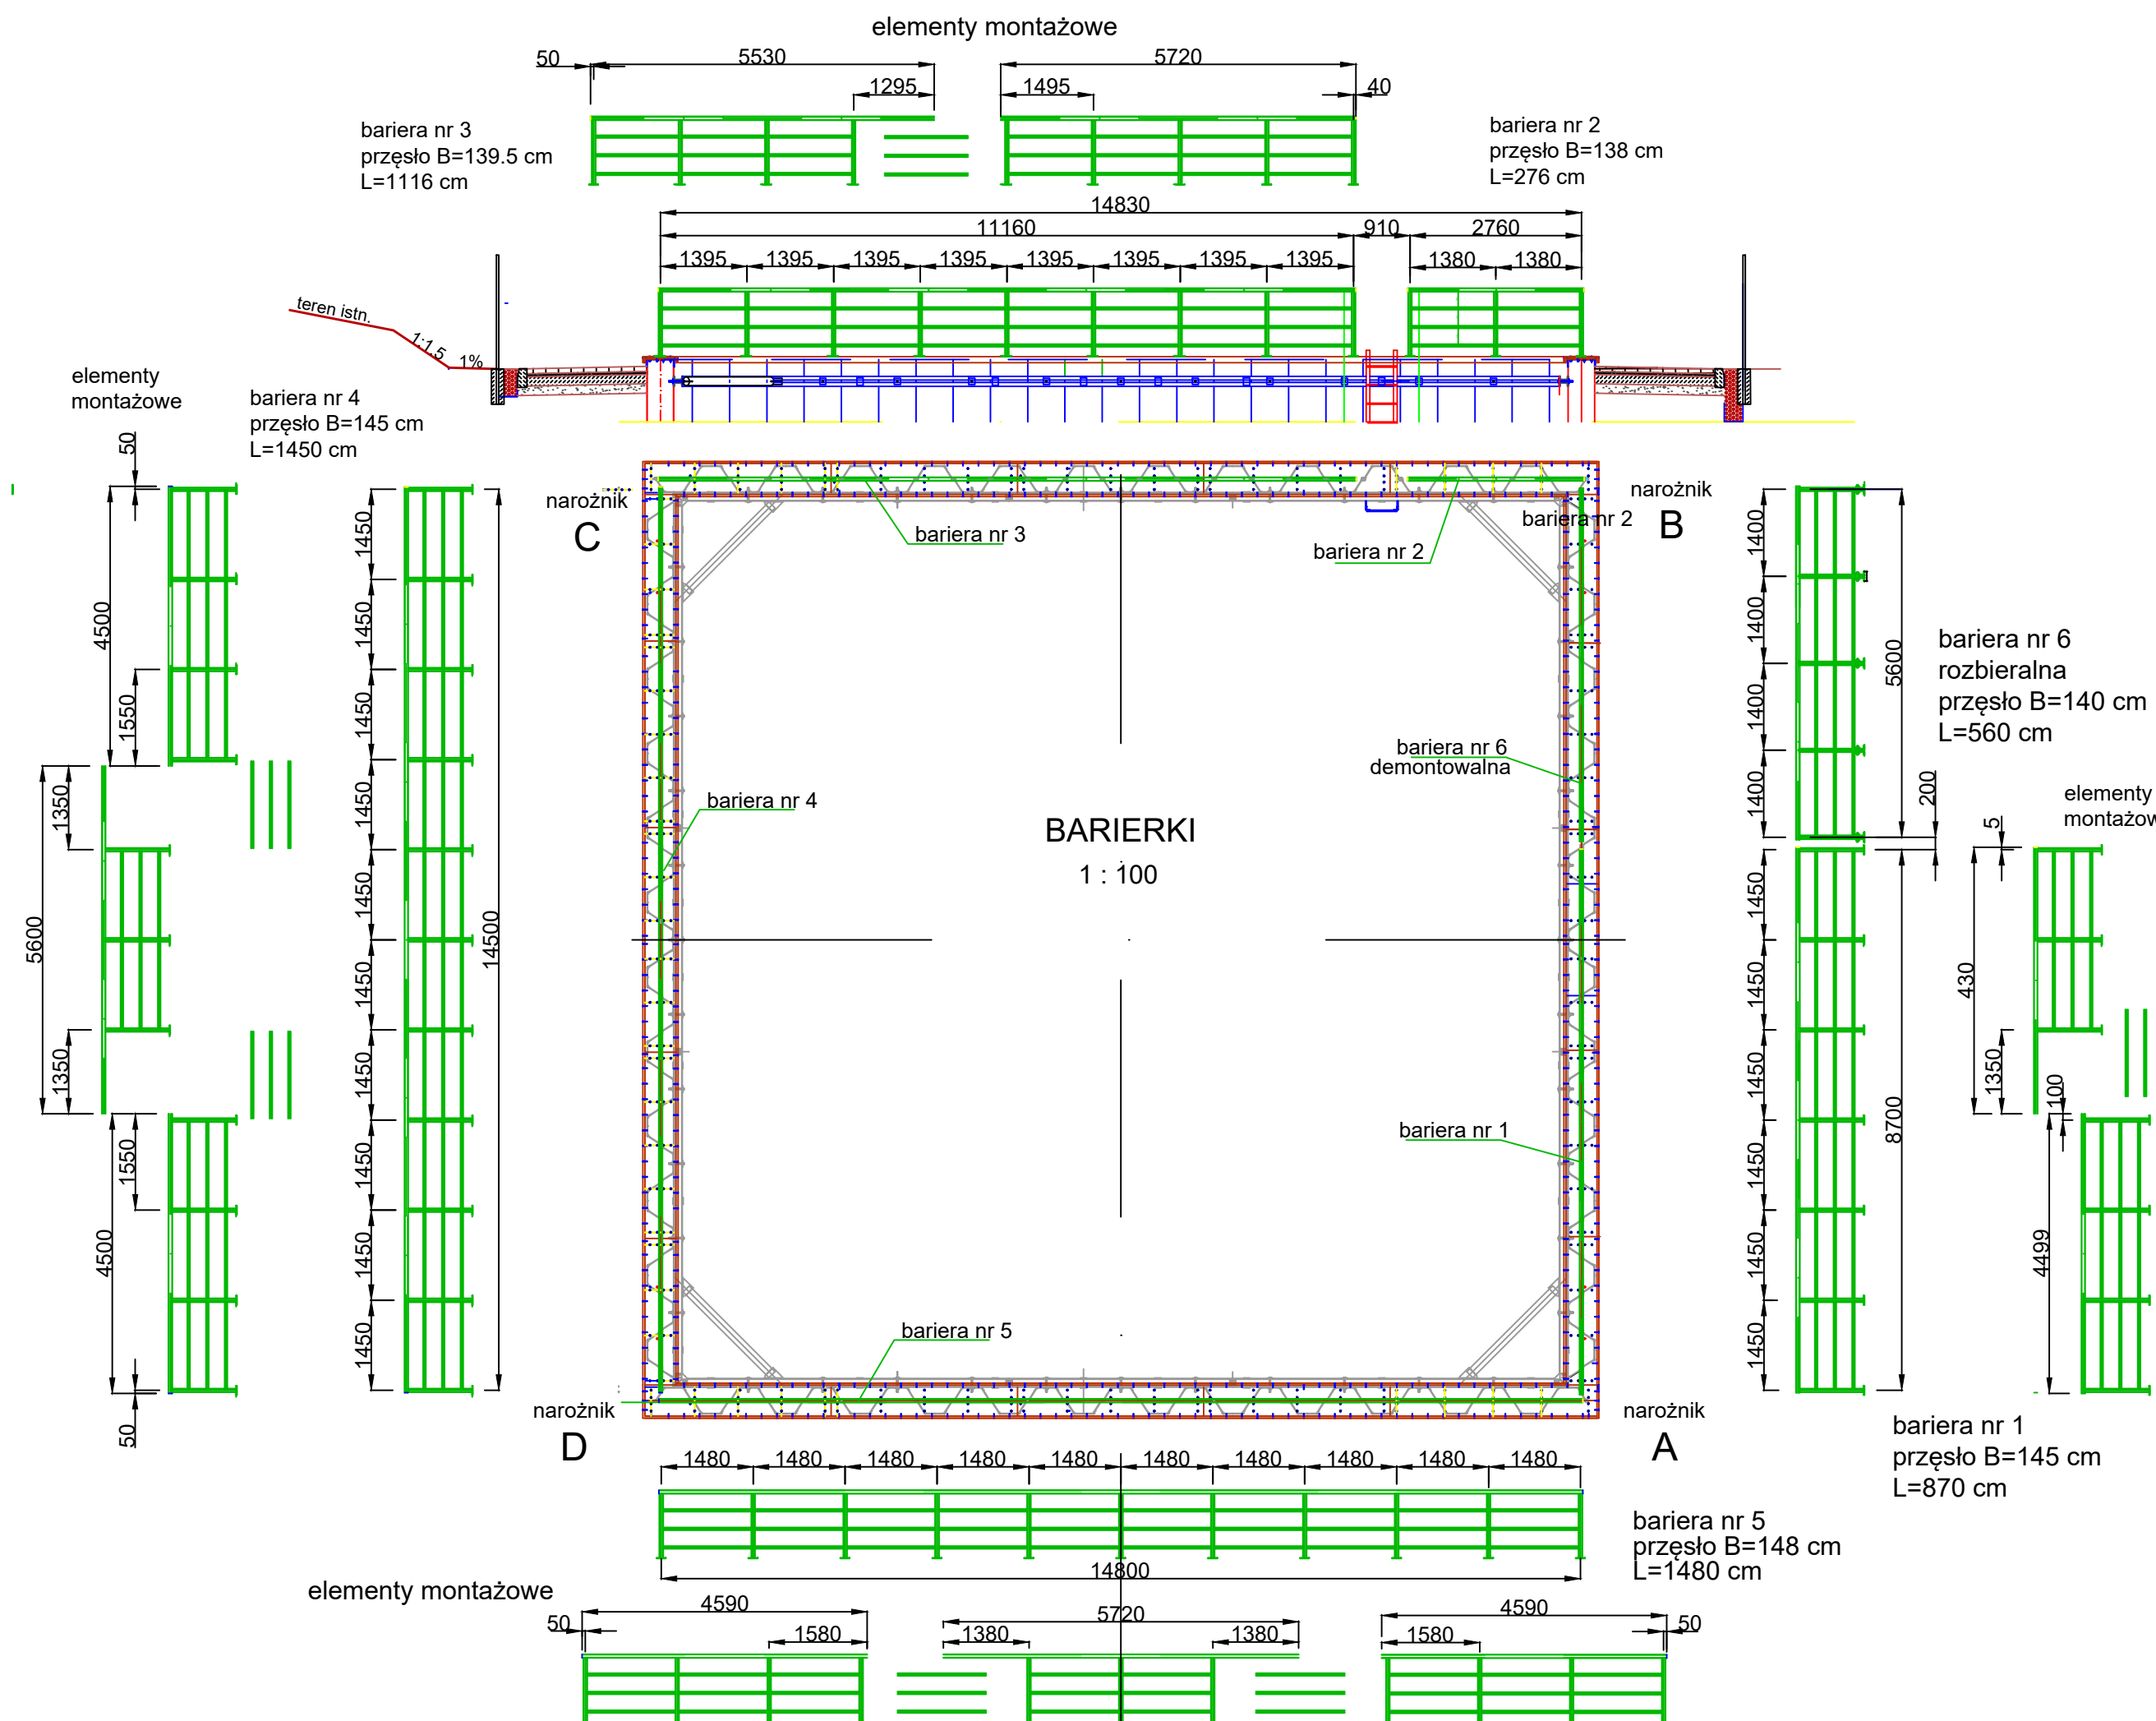 elementy montażowe
50
5530
5720
1295
1495
40
bariera nr 3
przęsło B=139.5 cm
L=1116 cm
bariera nr 2
przęsło B=138 cm
L=276 cm
14830
11160
910
2760
1395
1395
1395
1395
1395
1395
1395
1395
1380
1380
teren istn.
1:1.5
1%
elementy
montażowe
bariera nr 4
przęsło B=145 cm
L=1450 cm
50
4500
1550
1350
5600
1350
1550
4500
50
1450
1450
1450
1450
1450
1450
1450
1450
1450
1450
14500
narożnik
C
narożnik
B
bariera nr 3
bariera nr 2
bariera nr 2
bariera nr 6
demontowalna
bariera nr 4
BARIERKI
1 : 100
bariera nr 1
bariera nr 5
narożnik
D
narożnik
A
1400
1400
1400
1400
5600
200
bariera nr 6
rozbieralna
przęsło B=140 cm
L=560 cm
elementy
montażow
5
430
1350
100
4499
1450
1450
1450
1450
1450
1450
8700
bariera nr 1
przęsło B=145 cm
L=870 cm
1480
1480
1480
1480
1480
1480
1480
1480
1480
1480
14800
bariera nr 5
przęsło B=148 cm
L=1480 cm
elementy montażowe
50
4590
1580
5720
1380
1380
4590
1580
50